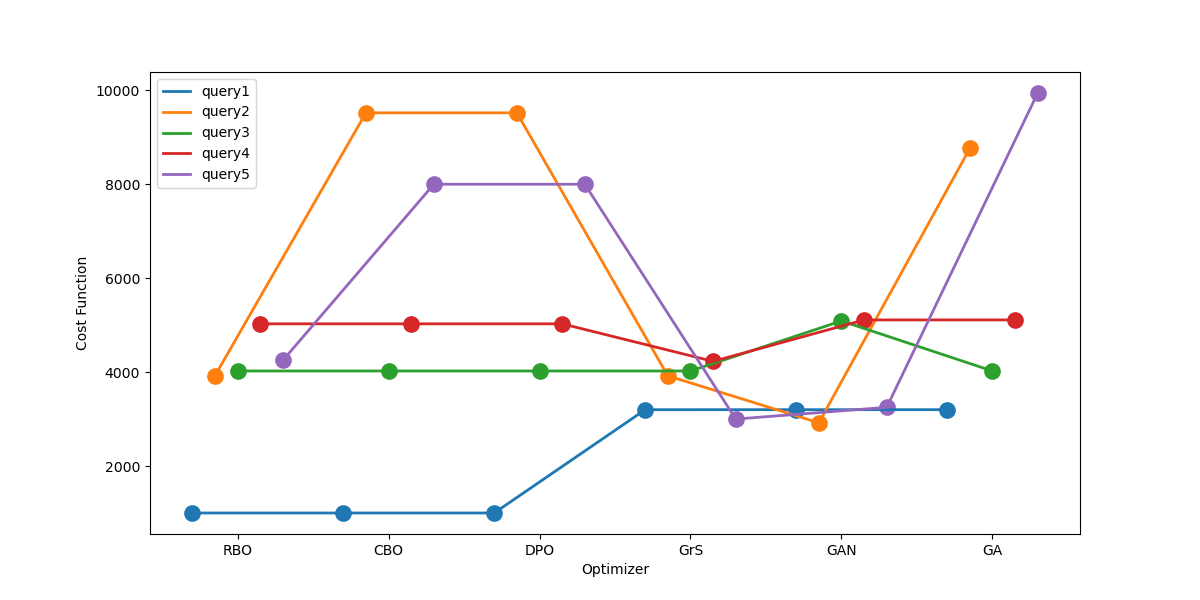 10000
8000
6000
4000
2000
Cost Function
query1
query2
query3
query4
query5
RBO CBO DPO GrS GAN GA
Optimizer